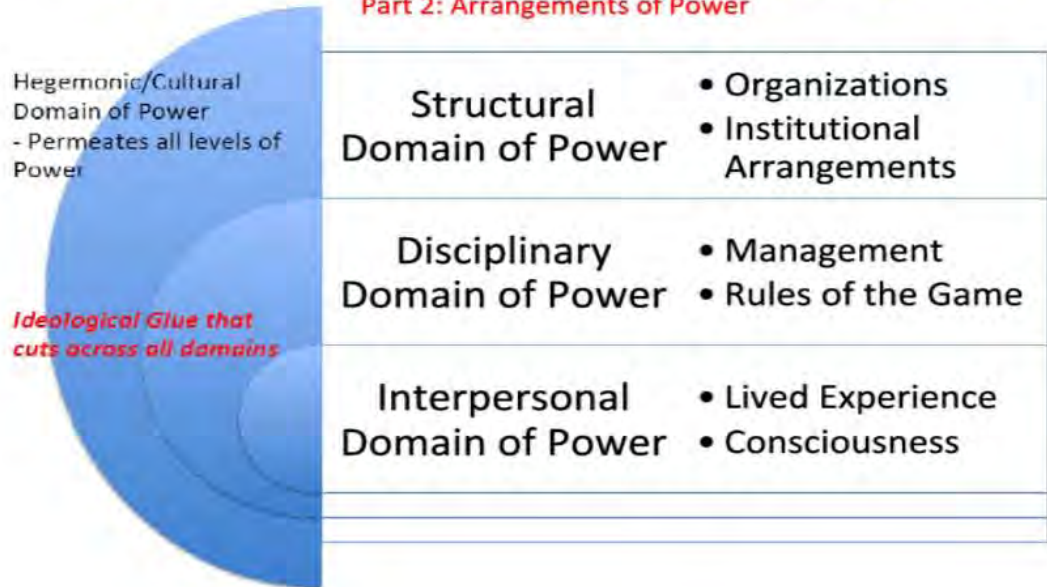 Part 2: Arrangements of Power
Hegemonic/Cultural
Domain of Power
- Permeates all levels of
Power
Ideological Glue that
cuts across all domains
Structural
Domain of Power
• Organizations
• Institutional
Arrangements
Disciplinary
Domain of Power
• Management
• Rules of the Game
Interpersonal
Domain of Power
• Lived Experience
• Consciousness